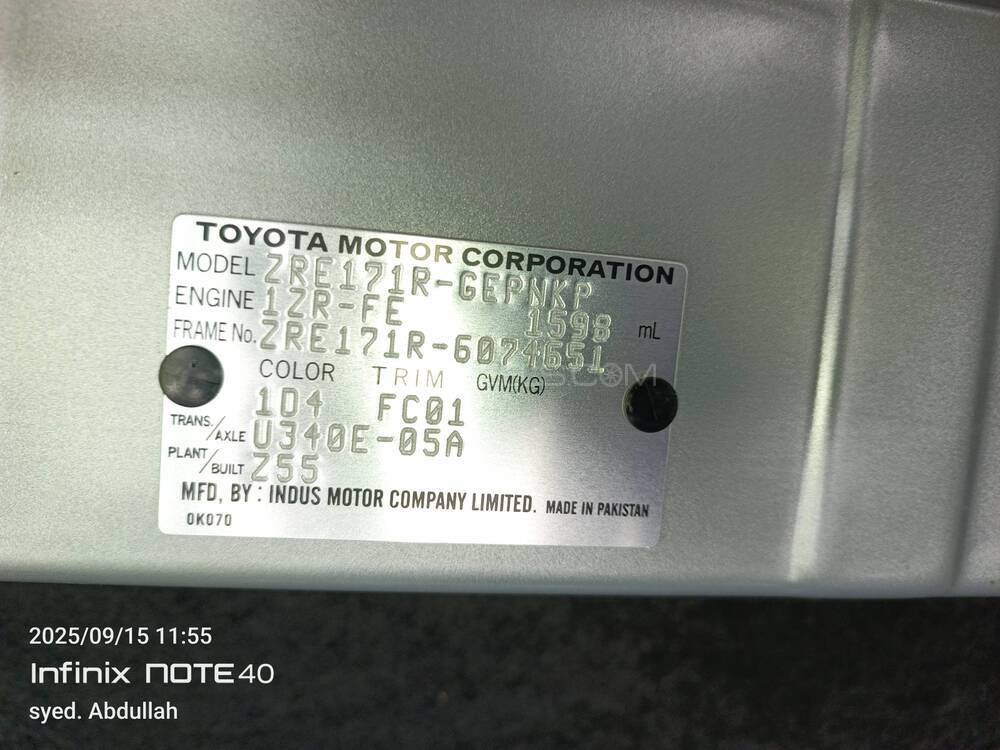 TOYOTA MOTOR CORPORATION
MODEL ZRE171R-GEPNKP
ENGINE 1ZR-FE 1598 mL
FRAME No. ZRE171R-6074651
COLOR TRIM GVM(KG)
1D4 FC01
TRANS./AXLE U340E-05A
PLANT/BUILT Z55
MFD, BY : INDUS MOTOR COMPANY LIMITED. MADE IN PAKISTAN
0K070
2025/09/15 11:55
Infinix NOTE 40
syed. Abdullah